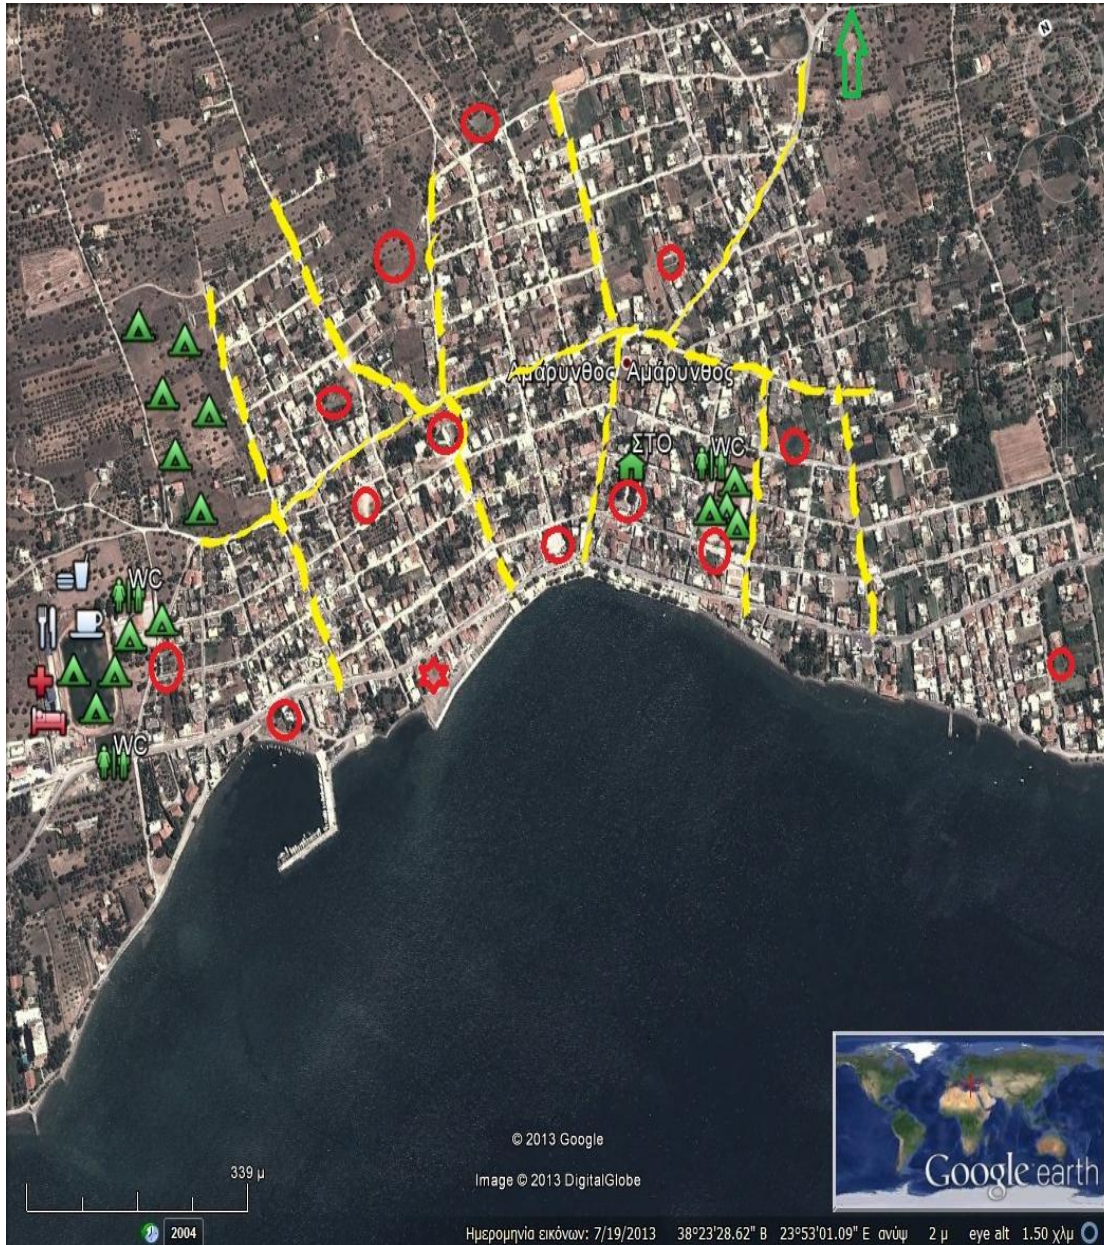 N
Αμάρυνθος Αμάρυνθος
ΣΤΟ
WC
WC
WC
© 2013 Google
Image © 2013 DigitalGlobe
Google earth
339 μ
2004
Ημερομηνία εικόνων: 7/19/2013 38°23'28.62" Β 23°53'01.09" Ε ανύψ 2 μ eye alt 1.50 χλμ